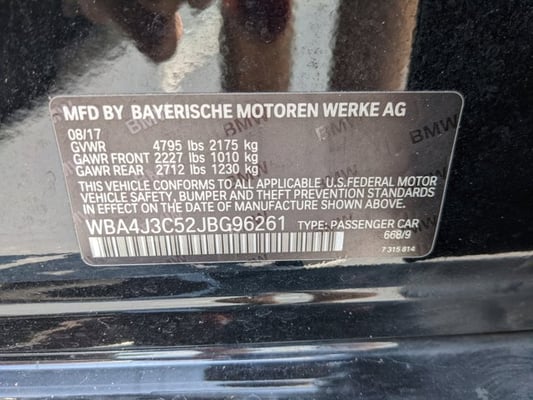 MFD BY BAYERISCHE MOTOREN WERKE AG
08/17
GVWR 4795 lbs 2175 kg
GAWR FRONT 2227 lbs 1010 kg
GAWR REAR 2712 lbs 1230 kg
THIS VEHICLE CONFORMS TO ALL APPLICABLE U.S.FEDERAL MOTOR
VEHICLE SAFETY, BUMPER AND THEFT PREVENTION STANDARDS
IN EFFECT ON THE DATE OF MANUFACTURE SHOWN ABOVE.
WBA4J3C52JBG96261 TYPE: PASSENGER CAR
668/9
7 315 814